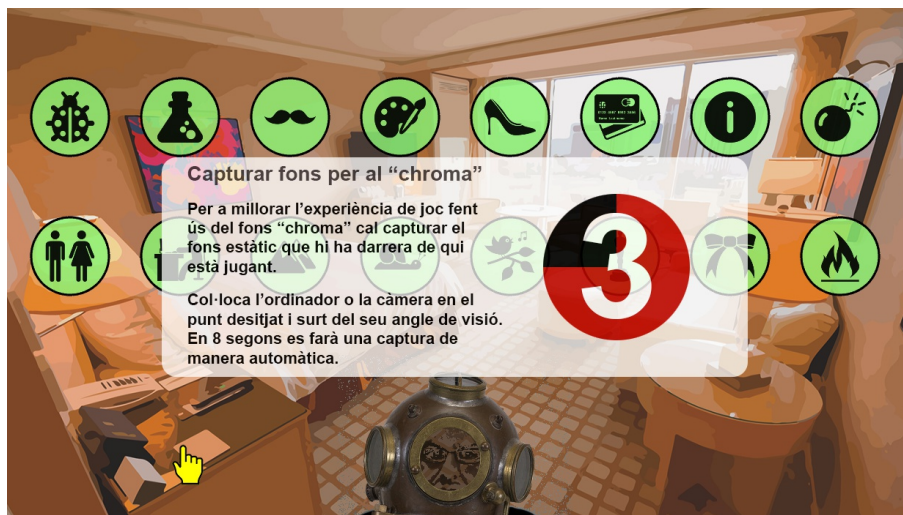 Capturar fons per al “chroma”
Per a millorar l’experiència de joc fent
ús del fons “chroma” cal capturar el
fons estàtic que hi ha darrera de qui
està jugant.
Col·loca l’ordinador o la càmera en el
punt desitjat i surt del seu angle de visió.
En 8 segons es farà una captura de
manera automàtica.
3